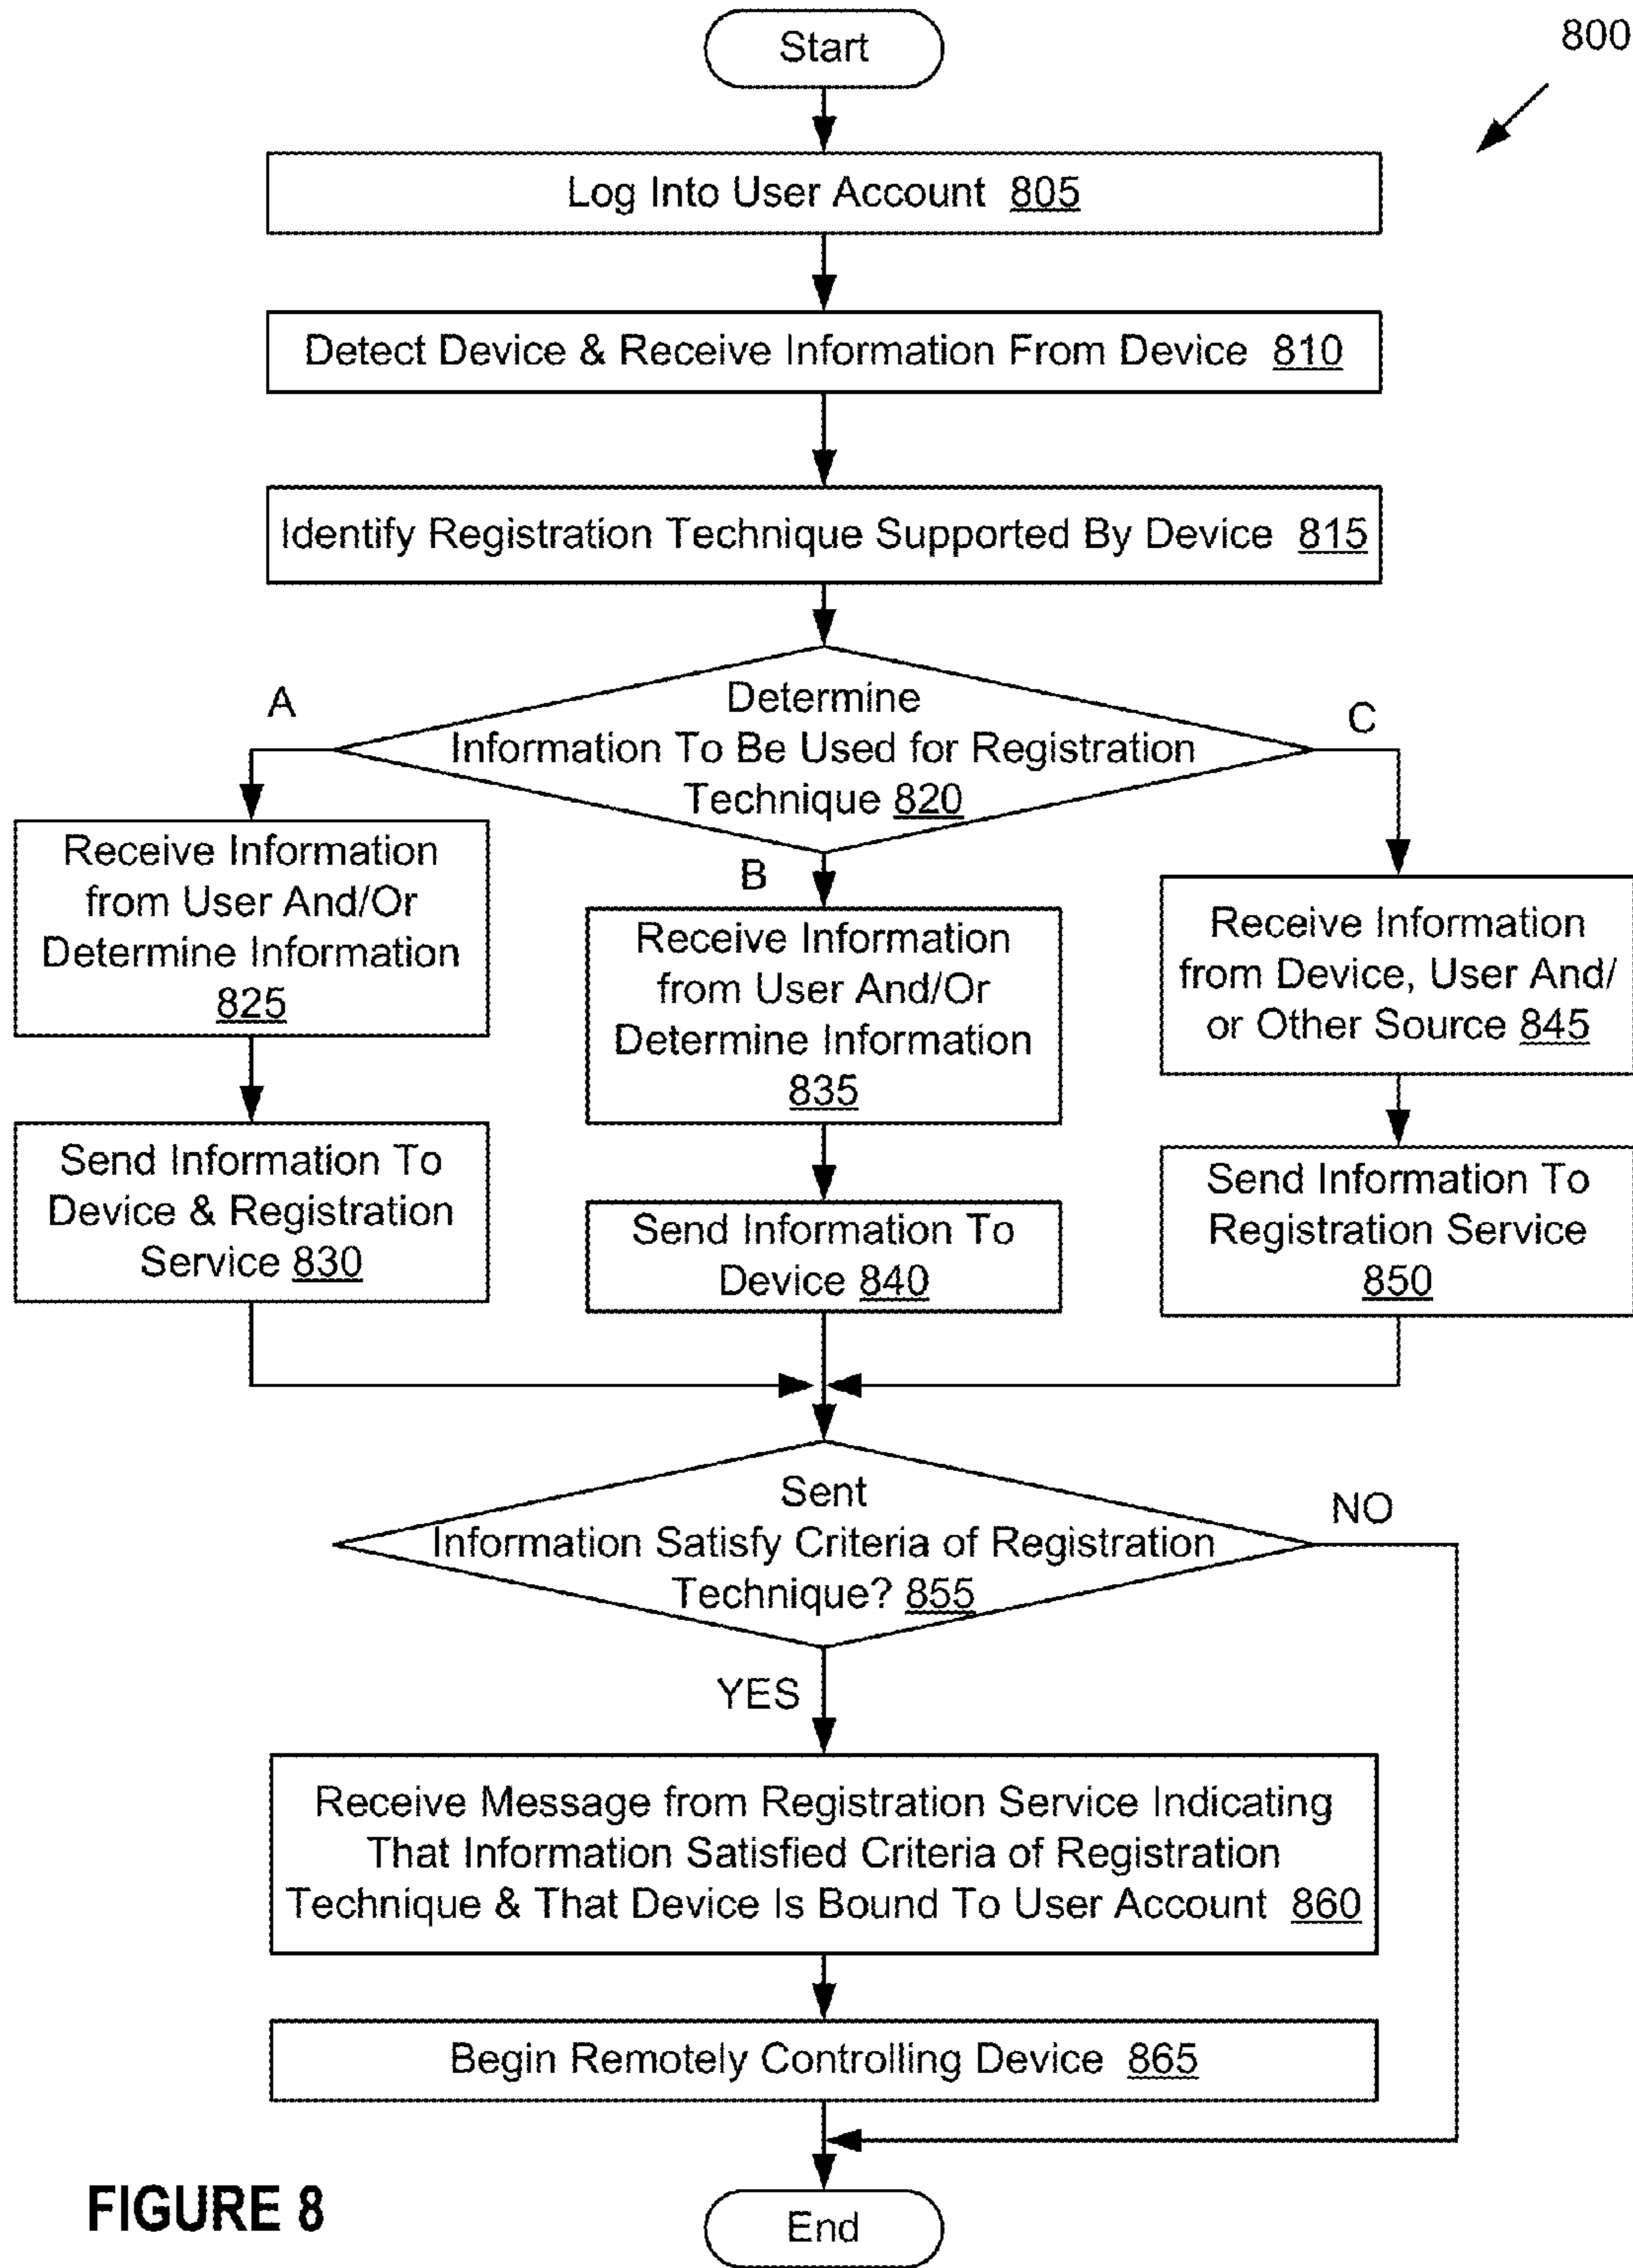 Start
800
Log Into User Account 805
Detect Device & Receive Information From Device 810
Identify Registration Technique Supported By Device 815
Determine
Information To Be Used for Registration
Technique 820
A
B
C
Receive Information
from User And/Or
Determine Information
825
Send Information To
Device & Registration
Service 830
Receive Information
from User And/Or
Determine Information
835
Send Information To
Device 840
Receive Information
from Device, User And/
or Other Source 845
Send Information To
Registration Service
850
Sent
Information Satisfy Criteria of Registration
Technique? 855
NO
YES
Receive Message from Registration Service Indicating
That Information Satisfied Criteria of Registration
Technique & That Device Is Bound To User Account 860
Begin Remotely Controlling Device 865
End
FIGURE 8